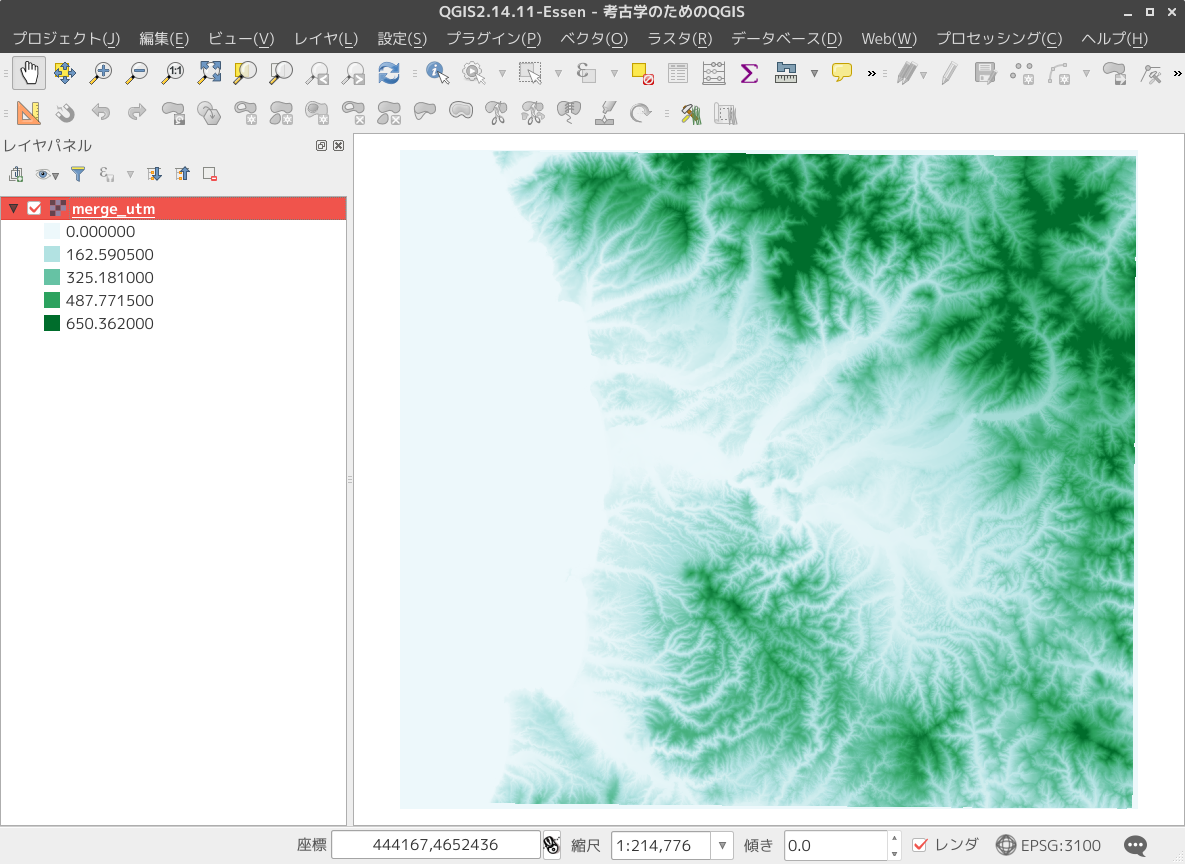 QGIS2.14.11-Essen - 考古学のためのQGIS
プロジェクト(J) 編集(E) ビュー(V) レイヤ(L) 設定(S) プラグイン(P) ベクタ(O) ラスタ(R) データベース(D) Web(W) プロセッシング(C) ヘルプ(H)
1:1
レイヤパネル
merge_utm
0.000000
162.590500
325.181000
487.771500
650.362000
座標 444167,4652436 縮尺 1:214,776 傾き 0.0 レンダ EPSG:3100